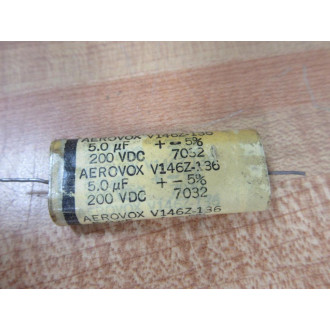 AEROVOX V146Z-136
5.0 µF + - 5%
200 VDC 7032
AEROVOX V146Z-136
5.0 µF + - 5%
200 VDC 7032
AEROVOX V146Z-136